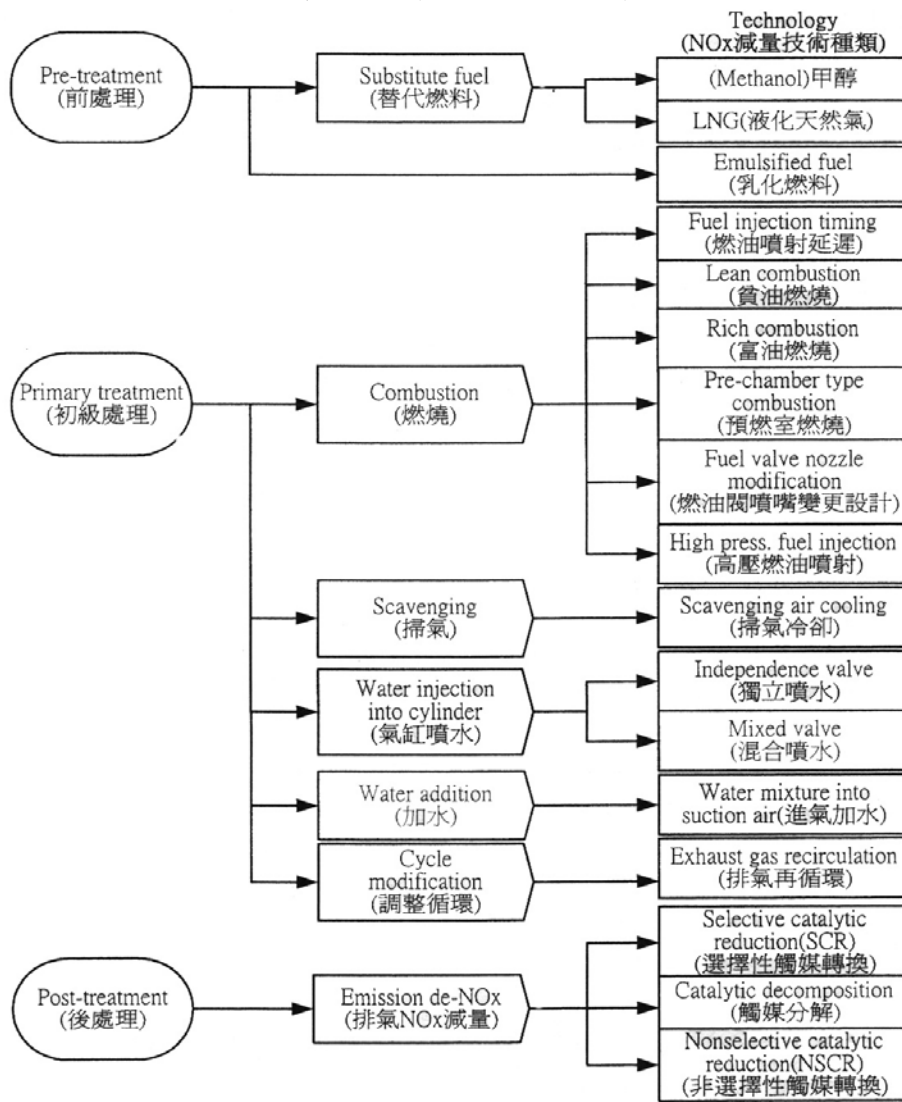 Technology
(NOx減量技術種類)
Pre-treatment
(前處理)
Substitute fuel
(替代燃料)
(Methanol)甲醇
LNG(液化天然氣)
Emulsified fuel
(乳化燃料)
Primary treatment
(初級處理)
Combustion
(燃燒)
Fuel injection timing
(燃油噴射延遲)
Lean combustion
(貧油燃燒)
Rich combustion
(富油燃燒)
Pre-chamber type
combustion
(預燃室燃燒)
Fuel valve nozzle
modification
(燃油閥噴嘴變更設計)
High press. fuel injection
(高壓燃油噴射)
Scavenging
(掃氣)
Scavenging air cooling
(掃氣冷卻)
Water injection
into cylinder
(氣缸噴水)
Independence valve
(獨立噴水)
Mixed valve
(混合噴水)
Water addition
(加水)
Water mixture into
suction air(進氣加水)
Cycle
modification
(調整循環)
Exhaust gas recirculation
(排氣再循環)
Post-treatment
(後處理)
Emission de-NOx
(排氣NOx減量)
Selective catalytic
reduction(SCR)
(選擇性觸媒轉換)
Catalytic decomposition
(觸媒分解)
Nonselective catalytic
reduction(NSCR)
(非選擇性觸媒轉換)